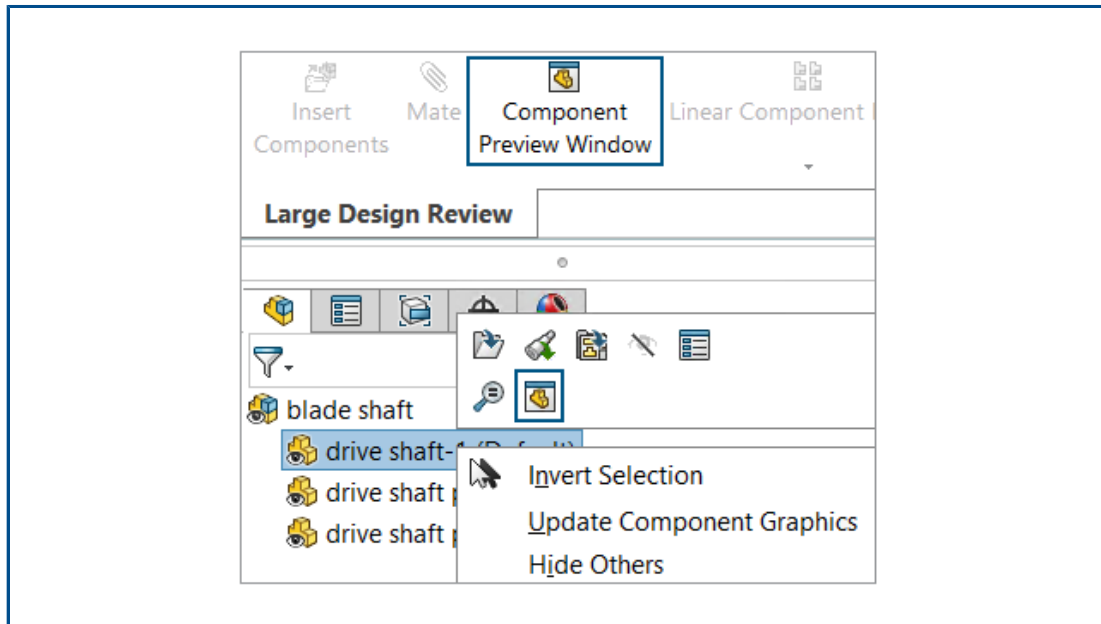 Insert
Components
Mate
Component
Preview Window
Linear Component
Large Design Review
blade shaft
drive shaft-1
drive shaft
drive shaft
Invert Selection
Update Component Graphics
Hide Others